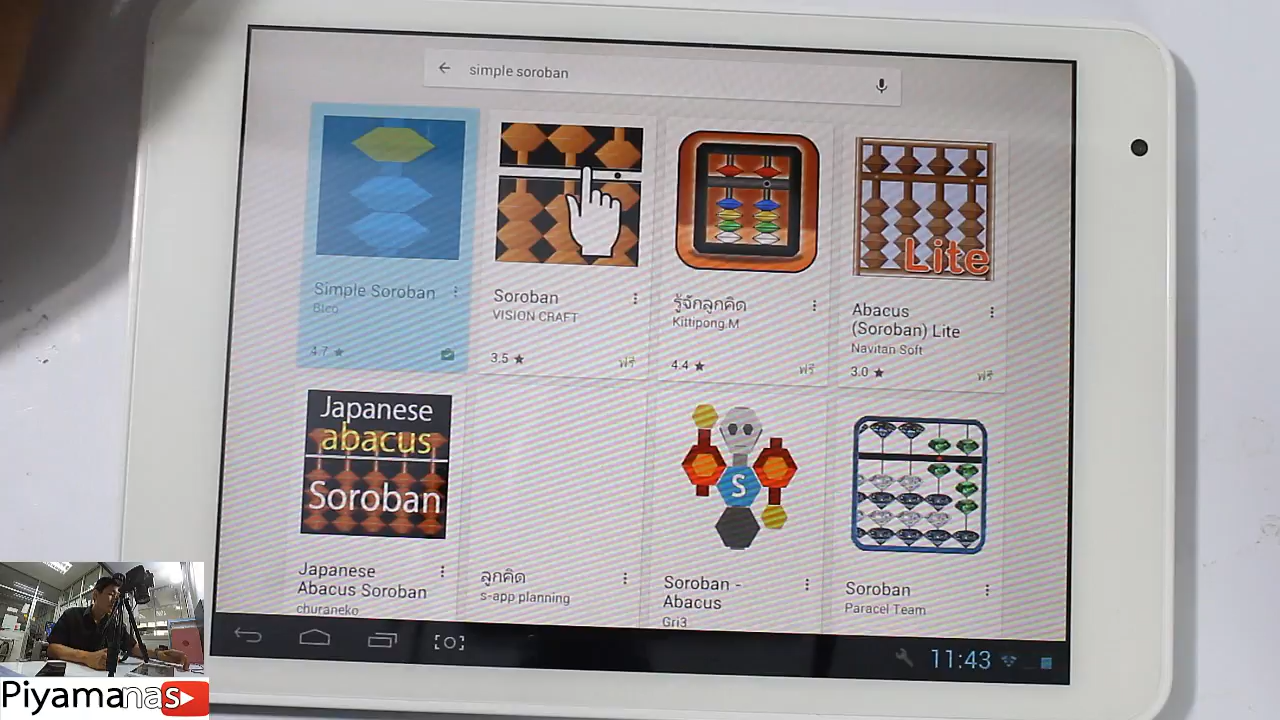 simple soroban
Simple Soroban
Bico
4.7
Soroban
VISION CRAFT
3.5
ฟรี
รู้จักลูกคิด
Kittipong.M
4.4
ฟรี
Lite
Abacus
(Soroban) Lite
Navitan Soft
3.0
ฟรี
Japanese
abacus
Soroban
Japanese
Abacus Soroban
churaneko
ลูกคิด
s-app planning
S
Soroban -
Abacus
Gri3
Soroban
Paracel Team
11:43
Piyamanas